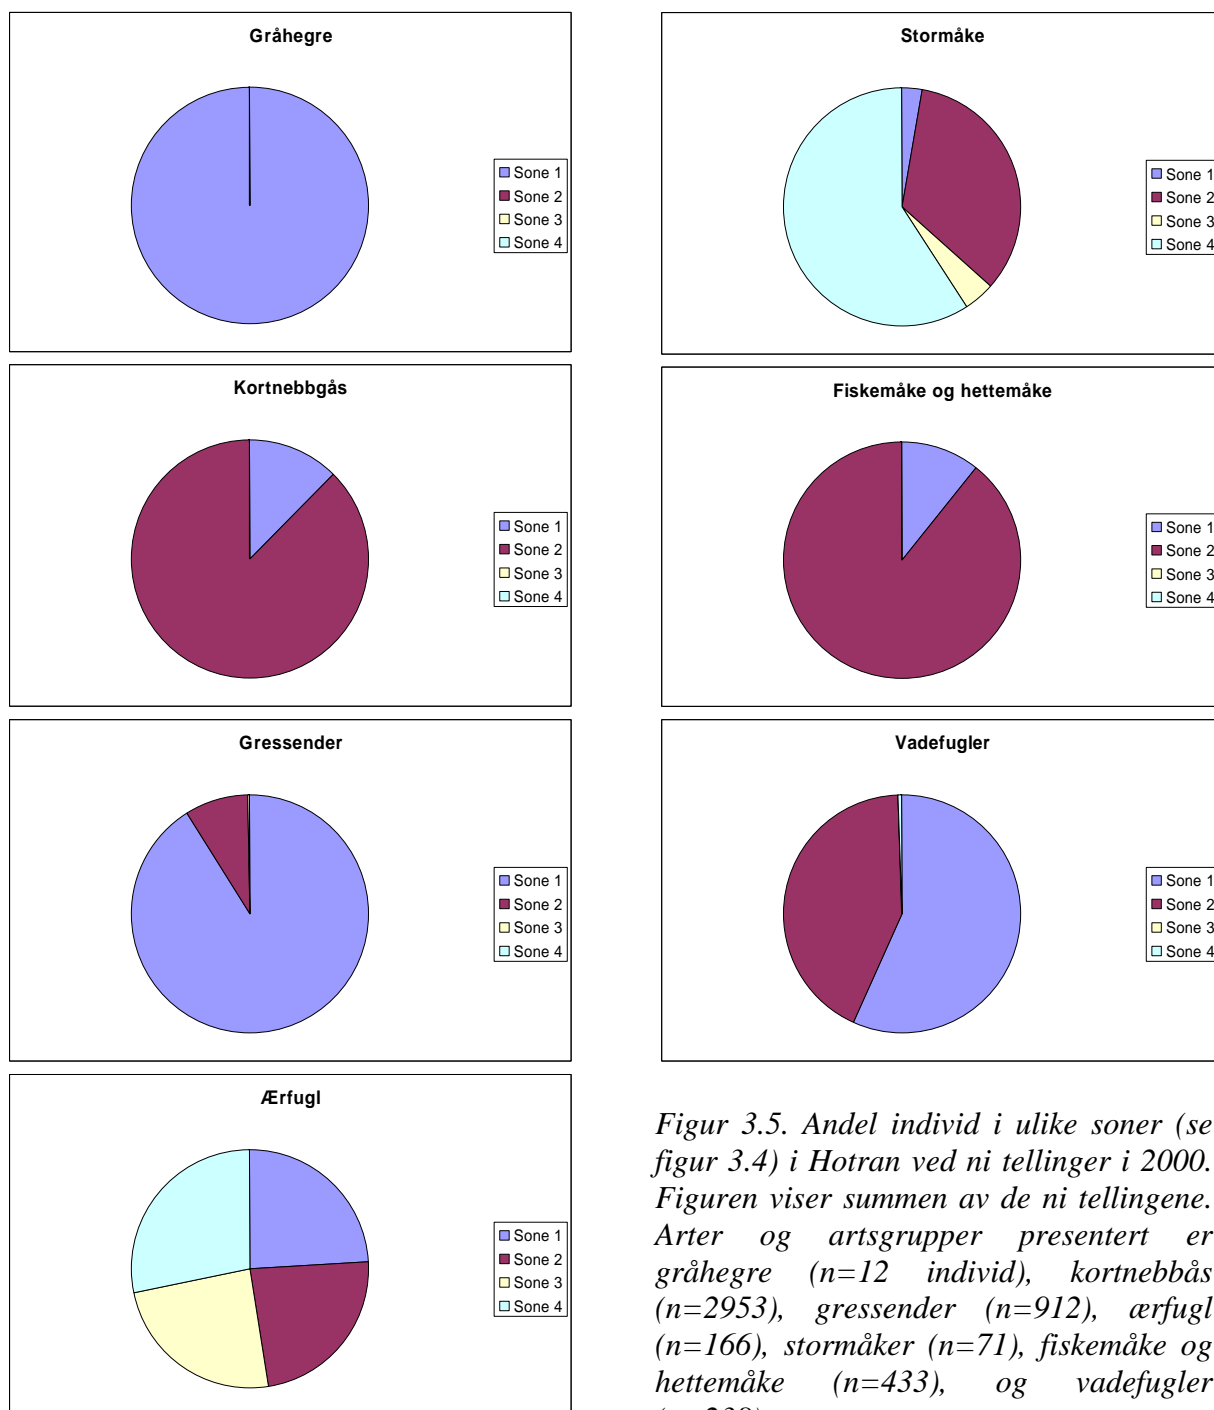 Gråhegre
Sone 1
Sone 2
Sone 3
Sone 4
Kortnebbgås
Sone 1
Sone 2
Sone 3
Sone 4
Gressender
Sone 1
Sone 2
Sone 3
Sone 4
Ærfugl
Sone 1
Sone 2
Sone 3
Sone 4
Stormåke
Sone 1
Sone 2
Sone 3
Sone 4
Fiskemåke og hettemåke
Sone 1
Sone 2
Sone 3
Sone 4
Vadefugler
Sone 1
Sone 2
Sone 3
Sone 4
Figur 3.5. Andel individ i ulike soner (se
figur 3.4) i Hotran ved ni tellinger i 2000.
Figuren viser summen av de ni tellingene.
Arter og artsgrupper presentert er
gråhegre (n=12 individ), kortnebbås
(n=2953), gressender (n=912), ærfugl
(n=166), stormåker (n=71), fiskemåke og
hettemåke (n=433), og vadefugler